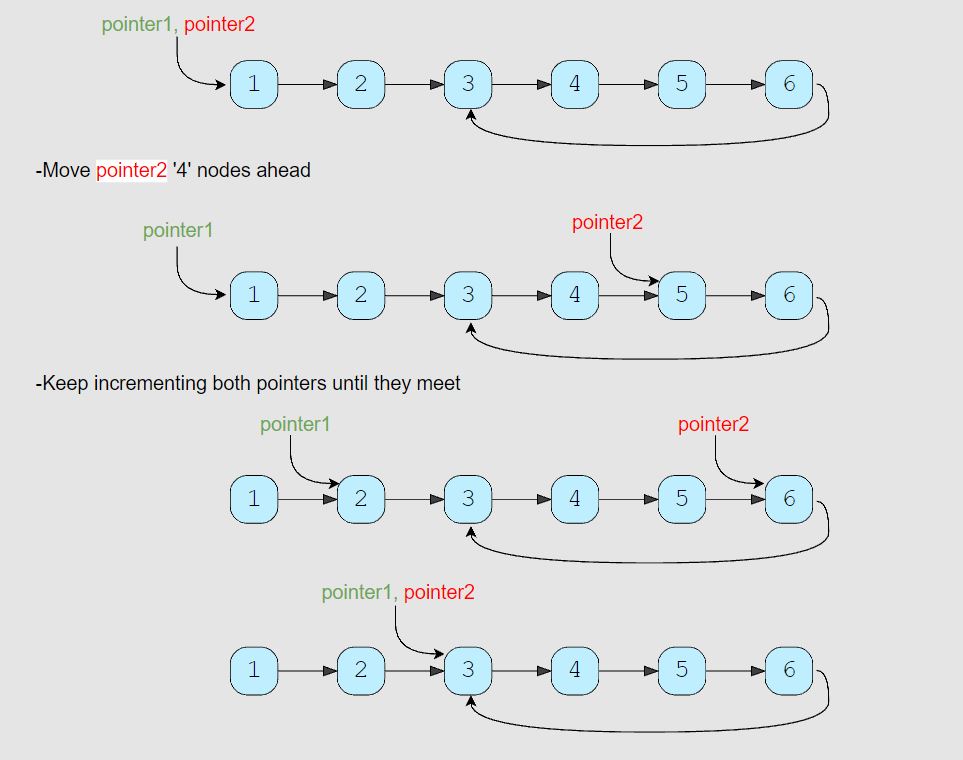 pointer1, pointer2
1 2 3 4 5 6
-Move pointer2 '4' nodes ahead
pointer1 pointer2
1 2 3 4 5 6
-Keep incrementing both pointers until they meet
pointer1 pointer2
1 2 3 4 5 6
pointer1, pointer2
1 2 3 4 5 6